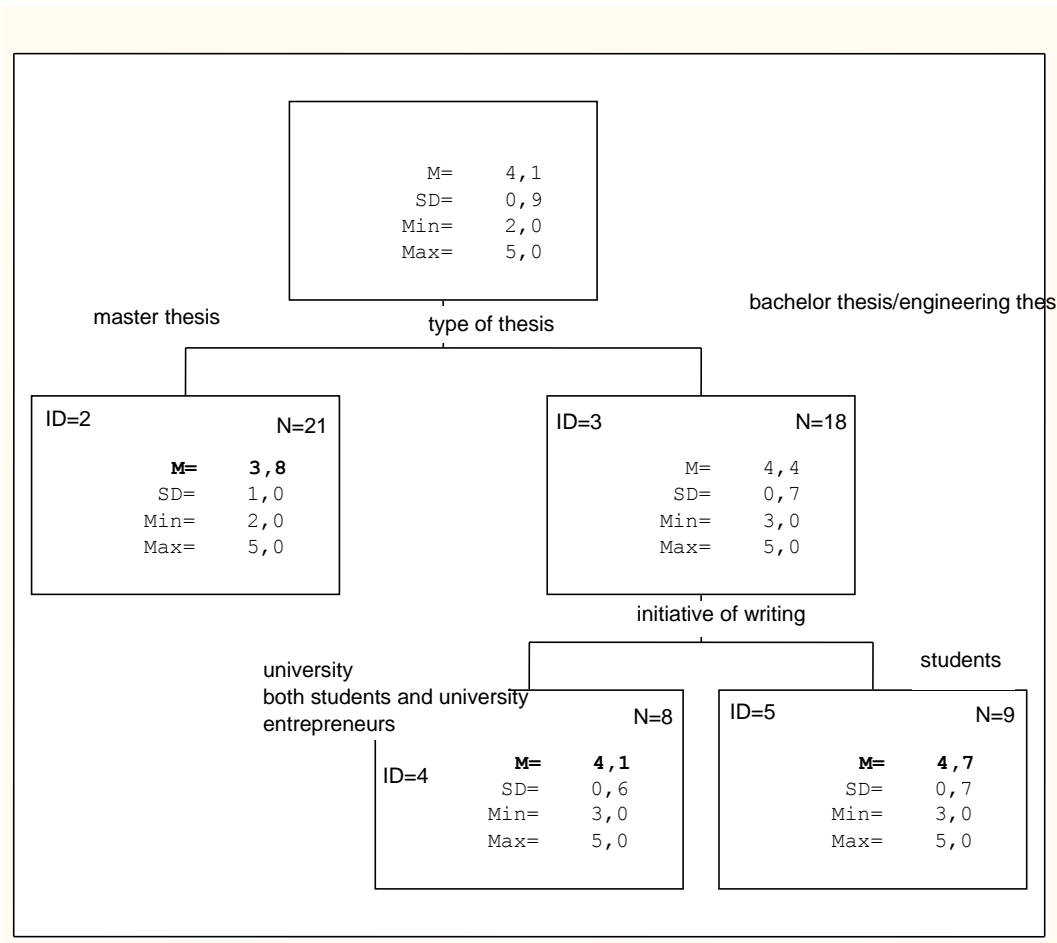 M= 4,1
SD= 0,9
Min= 2,0
Max= 5,0
master thesis
type of thesis
bachelor thesis/engineering thes
ID=2 N=21
M= 3,8
SD= 1,0
Min= 2,0
Max= 5,0
ID=3 N=18
M= 4,4
SD= 0,7
Min= 3,0
Max= 5,0
initiative of writing
university
both students and university
entrepreneurs
students
ID=4 N=8
M= 4,1
SD= 0,6
Min= 3,0
Max= 5,0
ID=5 N=9
M= 4,7
SD= 0,7
Min= 3,0
Max= 5,0